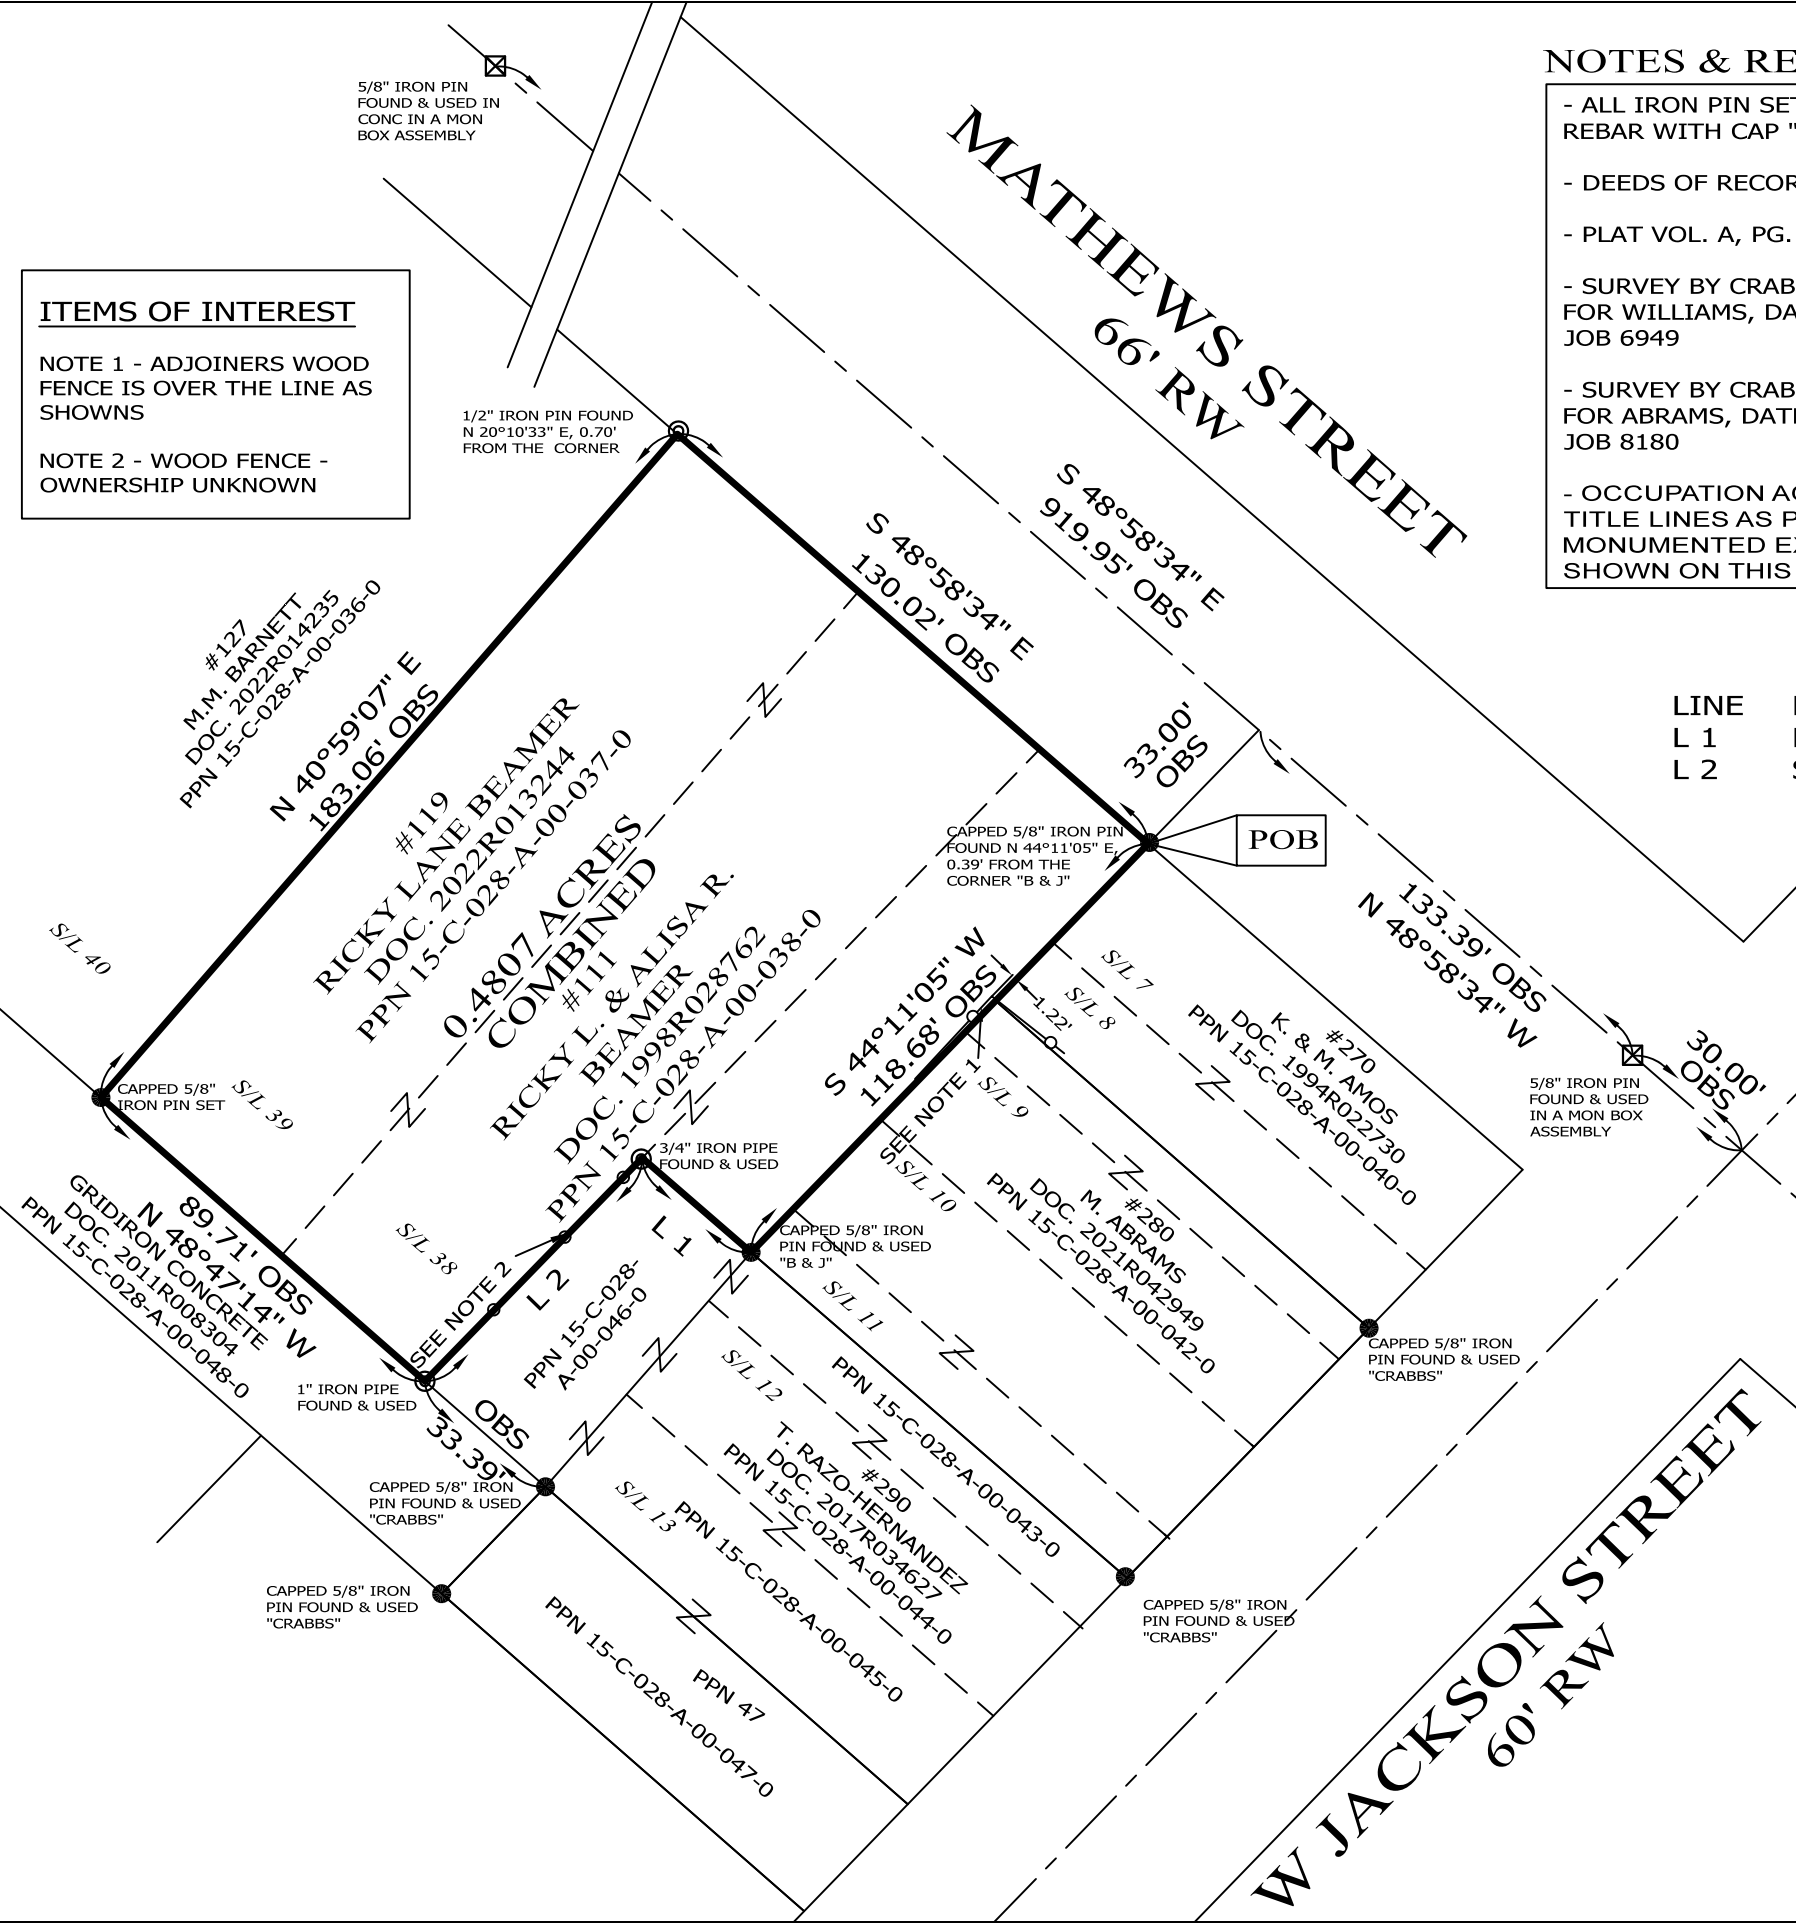 5/8" IRON PIN
FOUND & USED IN
CONC IN A MON
BOX ASSEMBLY
MATHEWS STREET
66' RW
NOTES & RE
- ALL IRON PIN SET
REBAR WITH CAP "
- DEEDS OF RECOR
- PLAT VOL. A, PG.
- SURVEY BY CRAB
FOR WILLIAMS, DA
JOB 6949
- SURVEY BY CRAB
FOR ABRAMS, DAT
JOB 8180
- OCCUPATION A
TITLE LINES AS P
MONUMENTED E
SHOWN ON THIS
ITEMS OF INTEREST
NOTE 1 - ADJOINERS WOOD
FENCE IS OVER THE LINE AS
SHOWNS
NOTE 2 - WOOD FENCE -
OWNERSHIP UNKNOWN
1/2" IRON PIN FOUND
N 20°10'33" E, 0.70'
FROM THE CORNER
S 48°58'34" E
919.95' OBS
S 48°58'34" E
130.02' OBS
33.00'
OBS
LINE
L 1
L 2
#127
M.M. BARNETT
DOC. 2022R014235
PPN 15-C-028-A-00-036-0
N 40°59'07" E
183.06' OBS
#119
RICKY LANE BEAMER
DOC. 2022R013244
PPN 15-C-028-A-00-037-0
0.4807 ACRES
COMBINED
#111
RICKY L. & ALISA R.
BEAMER
DOC. 1998R028762
PPN 15-C-028-A-00-038-0
CAPPED 5/8" IRON PIN
FOUND N 44°11'05" E,
0.39' FROM THE
CORNER "B & J"
POB
133.39' OBS
N 48°58'34" W
S/L 40
S/L 39
S/L 38
S 44°11'05" W
118.68' OBS
1.22'
SEE NOTE 1
S/L 7
S/L 8
S/L 9
S/L 10
S/L 11
S/L 12
S/L 13
#270
K. & M. AMOS
DOC. 1994R022730
PPN 15-C-028-A-00-040-0
5/8" IRON PIN
FOUND & USED
IN A MON BOX
ASSEMBLY
30.00'
OBS
CAPPED 5/8"
IRON PIN SET
3/4" IRON PIPE
FOUND & USED
#280
M. ABRAMS
DOC. 2021R042949
PPN 15-C-028-A-00-042-0
89.71' OBS
N 48°47'14" W
GRIDIRON CONCRETE
DOC. 2011R008304
PPN 15-C-028-A-00-048-0
L 1
L 2
SEE NOTE 2
CAPPED 5/8" IRON
PIN FOUND & USED
"B & J"
PPN 15-C-028-
A-00-046-0
CAPPED 5/8" IRON
PIN FOUND & USED
"CRABBS"
1" IRON PIPE
FOUND & USED
33.39'
OBS
PPN 15-C-028-A-00-043-0
#290
T. RAZO-HERNANDEZ
DOC. 2017R034627
PPN 15-C-028-A-00-044-0
CAPPED 5/8" IRON
PIN FOUND & USED
"CRABBS"
PPN 15-C-028-A-00-045-0
CAPPED 5/8" IRON
PIN FOUND & USED
"CRABBS"
CAPPED 5/8" IRON
PIN FOUND & USED
"CRABBS"
PPN 47
PPN 15-C-028-A-00-047-0
W JACKSON STREET
60' RW